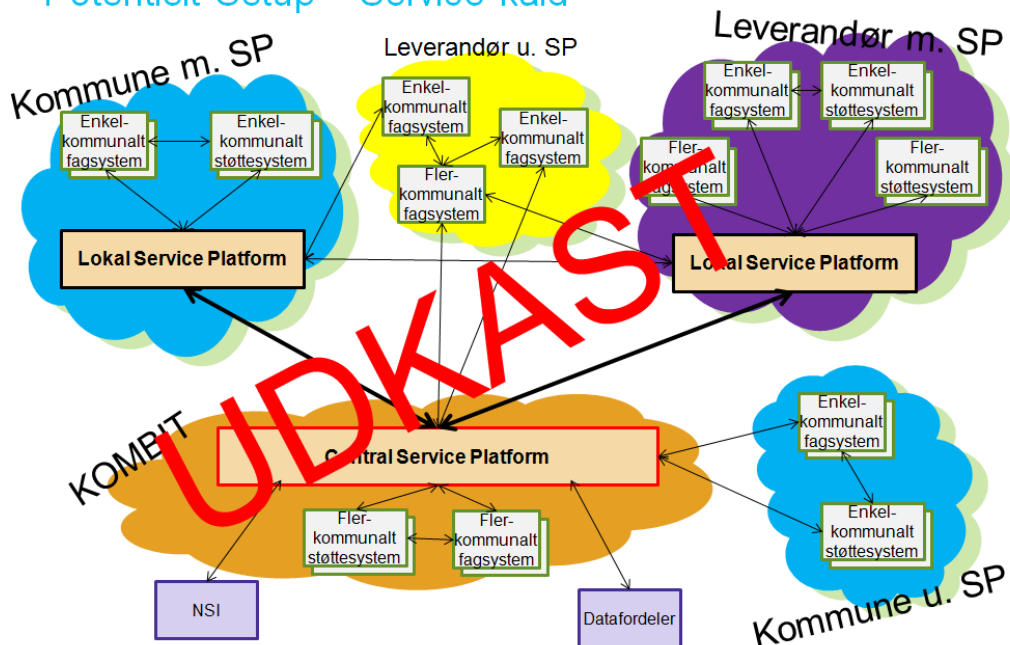 Potentielt Setup - Service kald
Kommune m. SP
Leverandør u. SP
Leverandør m. SP
Enkel-
kommunalt
fagsystem
Enkel-
kommunalt
støttesystem
Lokal Service Platform
Enkel-
kommunalt
fagsystem
Enkel-
kommunalt
fagsystem
Fler-
kommunalt
fagsystem
Enkel-
kommunalt
fagsystem
Enkel-
kommunalt
støttesystem
Fler-
kommunalt
fagsystem
Fler-
kommunalt
støttesystem
Lokal Service Platform
UDKAST
KOMBIT
Central Service Platform
Fler-
kommunalt
støttesystem
Fler-
kommunalt
fagsystem
NSI
Datafordeler
Enkel-
kommunalt
fagsystem
Enkel-
kommunalt
støttesystem
Kommune u. SP